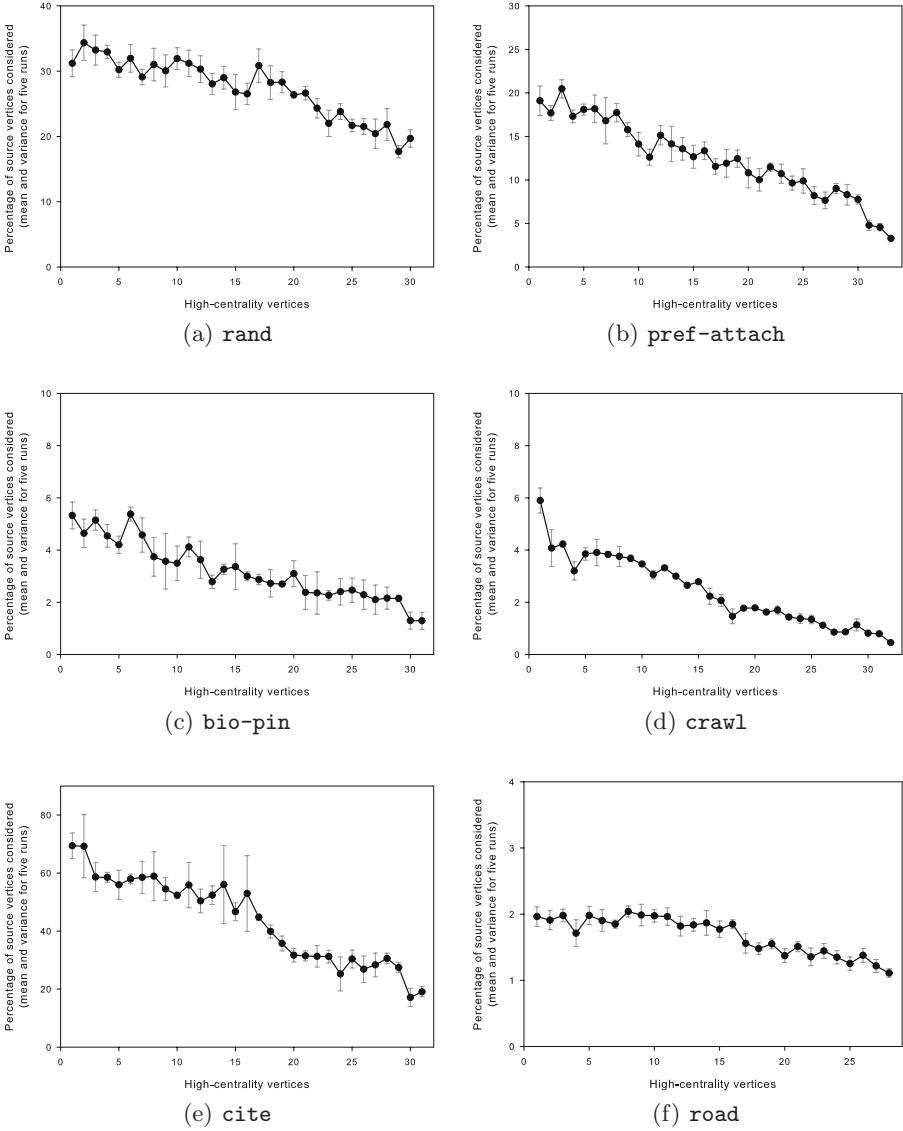 Percentage of source vertices considered
(mean and variance for five runs)
40
30
20
10
0
0 5 10 15 20 25 30
High-centrality vertices
(a) rand
Percentage of source vertices considered
(mean and variance for five runs)
30
25
20
15
10
5
0
0 5 10 15 20 25 30
High-centrality vertices
(b) pref-attach
Percentage of source vertices considered
(mean and variance for five runs)
10
8
6
4
2
0
0 5 10 15 20 25 30
High-centrality vertices
(c) bio-pin
Percentage of source vertices considered
(mean and variance for five runs)
10
8
6
4
2
0
0 5 10 15 20 25 30
High-centrality vertices
(d) crawl
Percentage of source vertices considered
(mean and variance for five runs)
80
60
40
20
0
0 5 10 15 20 25 30
High-centrality vertices
(e) cite
Percentage of source vertices considered
(mean and variance for five runs)
4
3
2
1
0
0 5 10 15 20 25
High-centrality vertices
(f) road